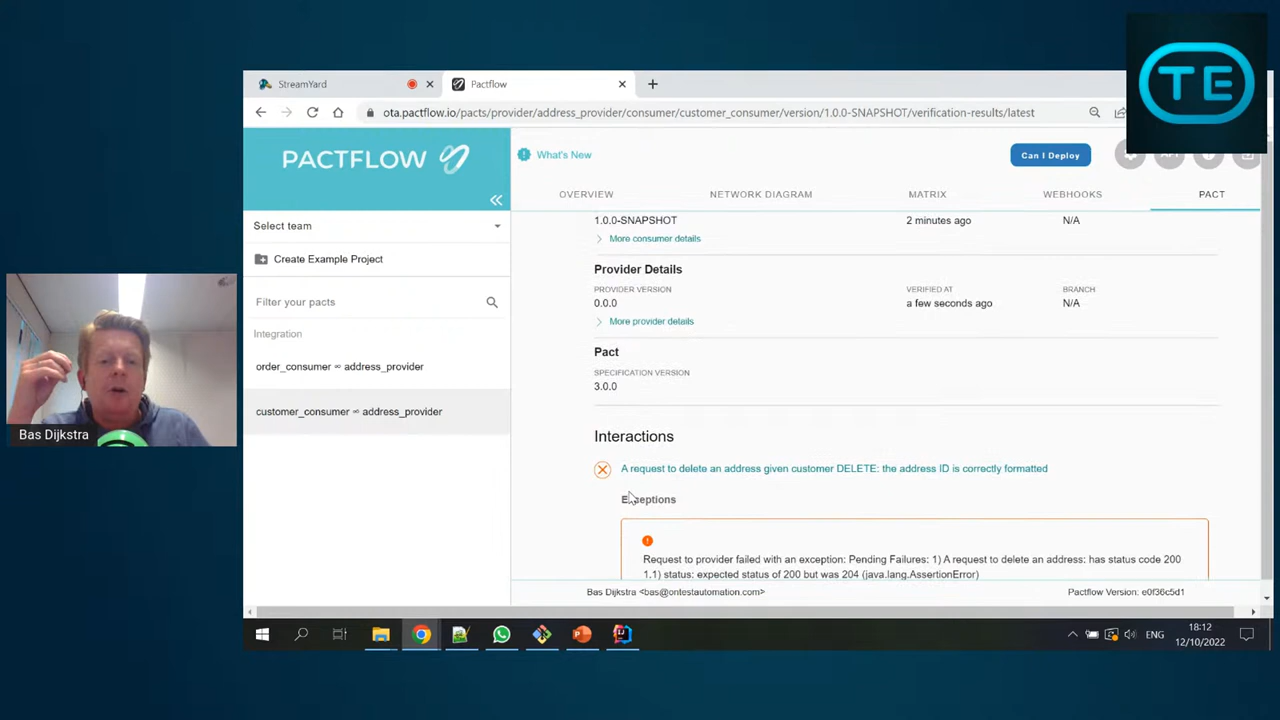 TE
StreamYard
Pactflow
ota.pactflow.io/pacts/provider/address_provider/consumer/customer_consumer/version/1.0.0-SNAPSHOT/verification-results/latest
PACTFLOW
What's New
Can I Deploy
OVERVIEW
NETWORK DIAGRAM
MATRIX
WEBHOOKS
PACT
Select team
Create Example Project
Filter your pacts
Integration
order_consumer ∞ address_provider
customer_consumer ∞ address_provider
1.0.0-SNAPSHOT
2 minutes ago
N/A
More consumer details
Provider Details
PROVIDER VERSION
VERIFIED AT
BRANCH
0.0.0
a few seconds ago
N/A
More provider details
Pact
SPECIFICATION VERSION
3.0.0
Interactions
A request to delete an address given customer DELETE: the address ID is correctly formatted
Exceptions
Request to provider failed with an exception: Pending Failures: 1) A request to delete an address: has status code 200
1.1) status: expected status of 200 but was 204 (java.lang.AssertionError)
Bas Dijkstra <bas@ontestautomation.com>
Pactflow Version: e0f36c5d1
Bas Dijkstra
ENG
18:12
12/10/2022